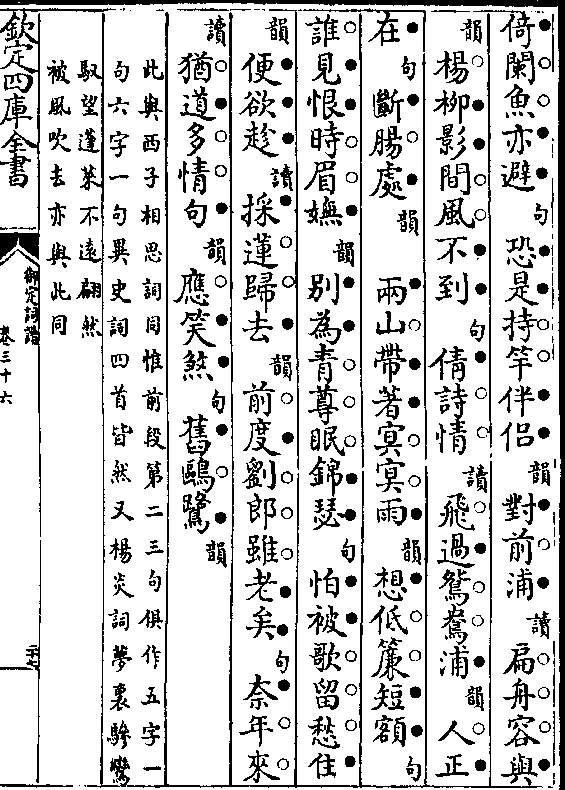 倚闌魚亦避句恐是持竿伴侶韻對前浦讀扁舟容與
韻楊柳影間風不到句倩詩情讀飛過鴛鴦浦韻人正
在句斷腸處韻兩山帶著㝠㝠雨韻想低簾短額句
誰見恨時眉嫵韻別為青尊眠錦瑟句怕被歌留愁住
韻便欲趁讀採蓮歸去韻前度劉郎雖老矣句奈年來
讀猶道多情句韻應笑煞句舊鷗鷺韻
此與西子相思詞同惟前段第二三句俱作五字一
句六字一句異史詞四首皆然又楊炎詞夢裏驂鸞
馭望蓬萊不遠翩然
被風吹去亦與此同
欽定四庫全書
御定詞譜
卷三十六